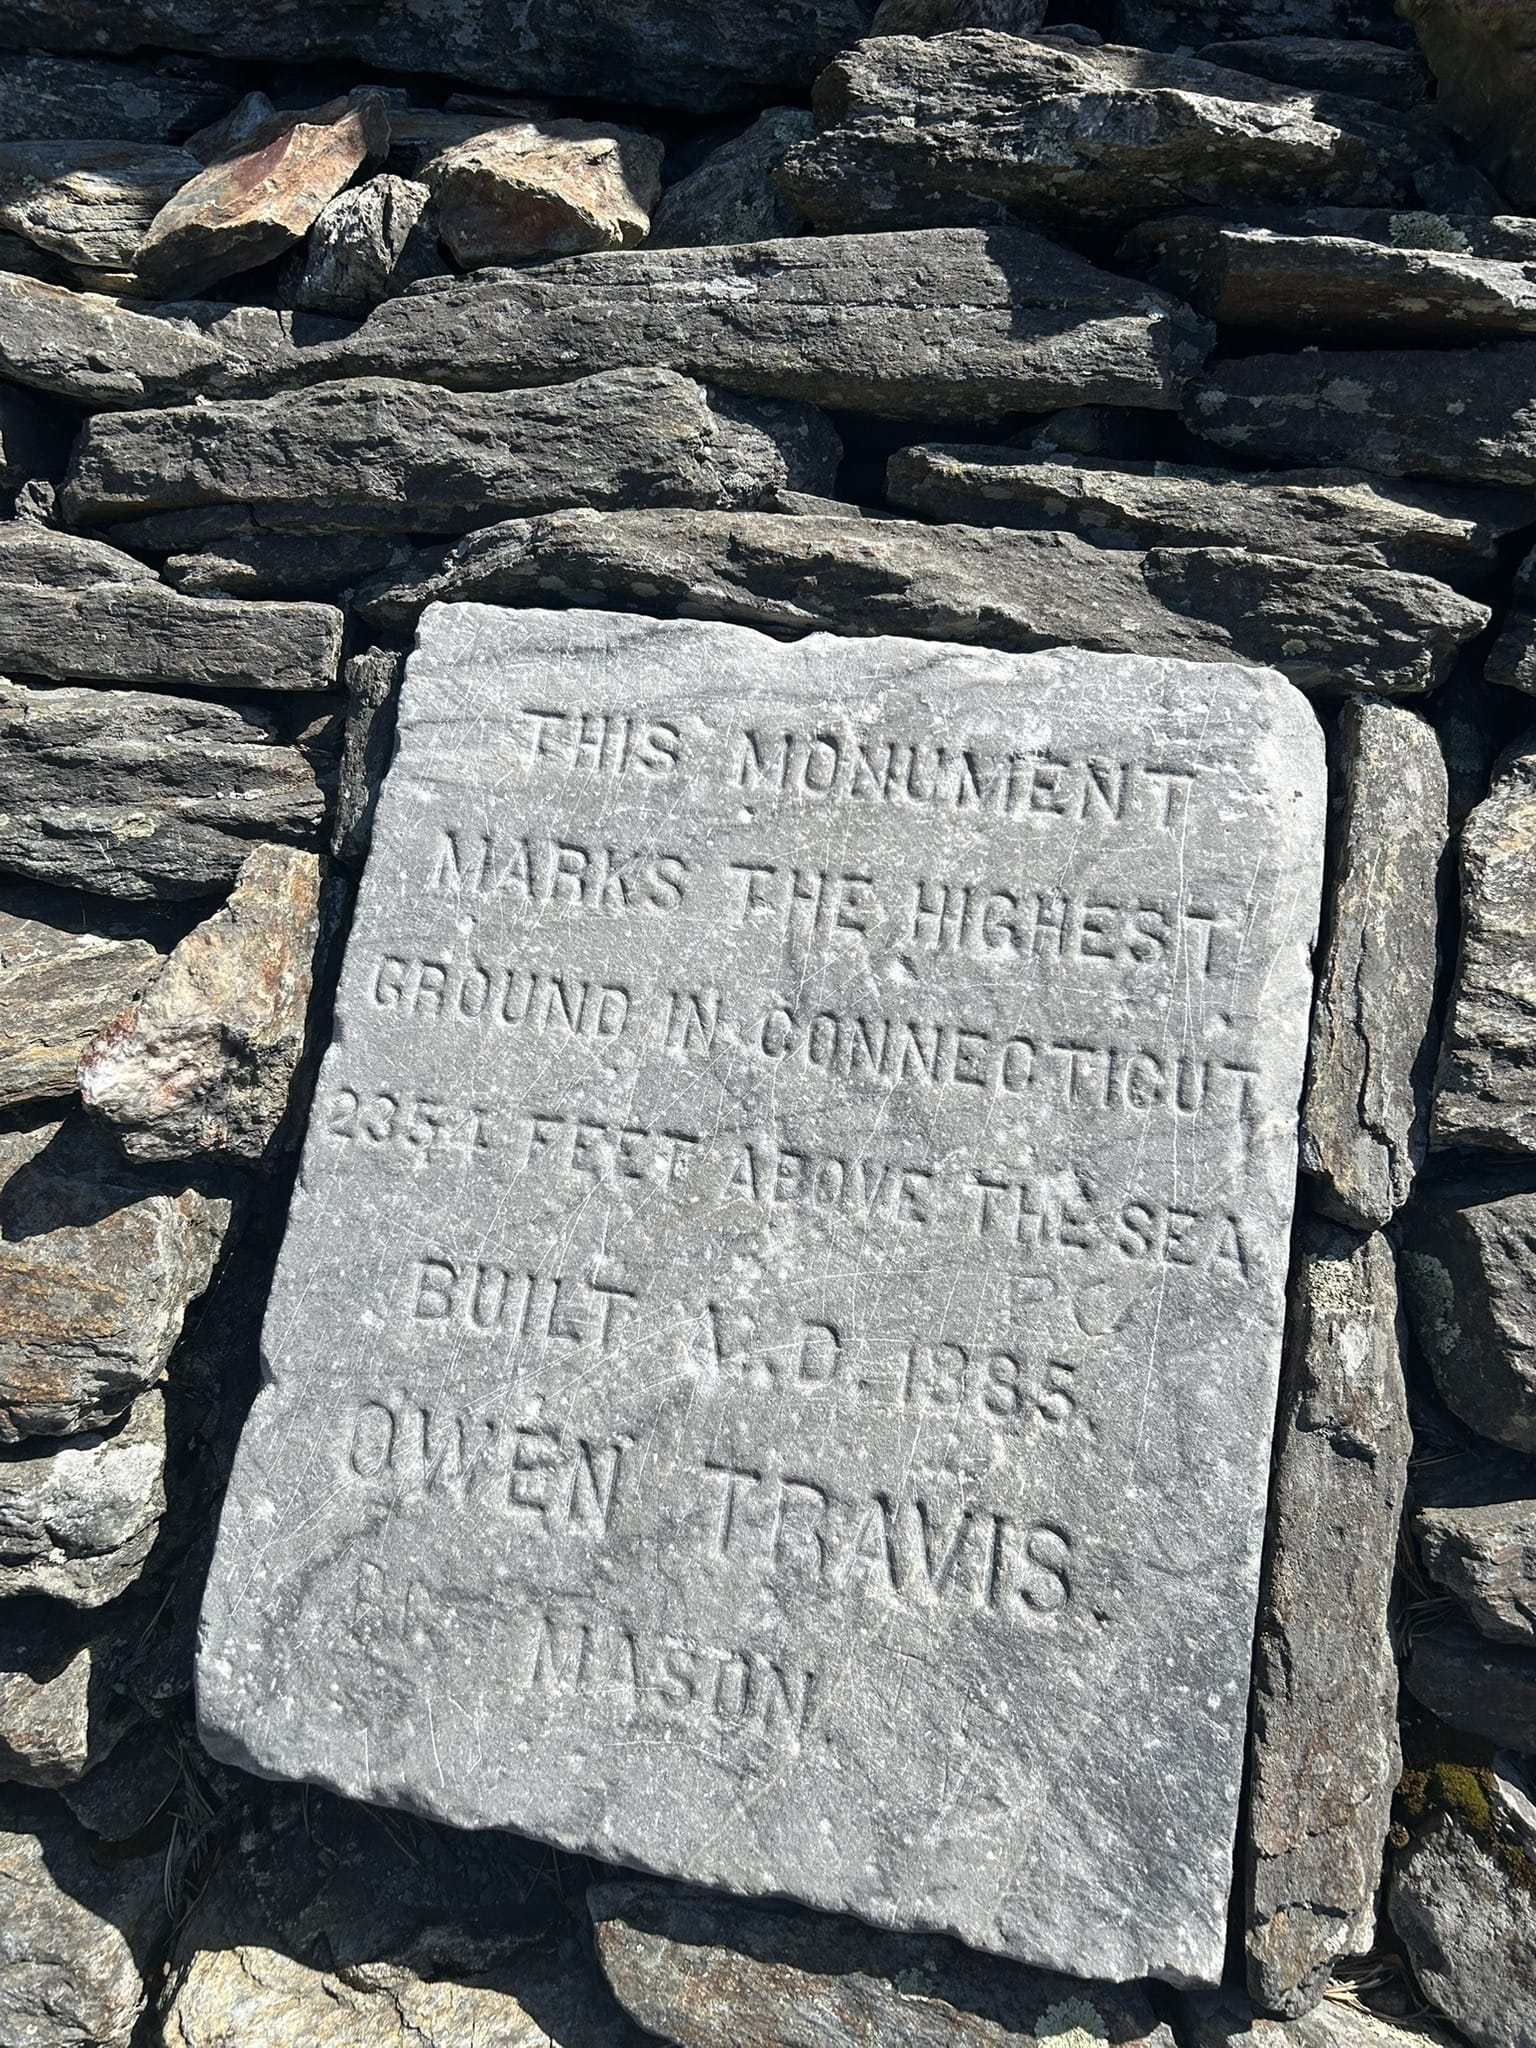 THIS MONUMENT
MARKS THE HIGHEST
GROUND IN CONNECTICUT
2354 FEET ABOVE THE SEA
BUILT A.D. 1885.
OWEN TRAVIS.
MASON